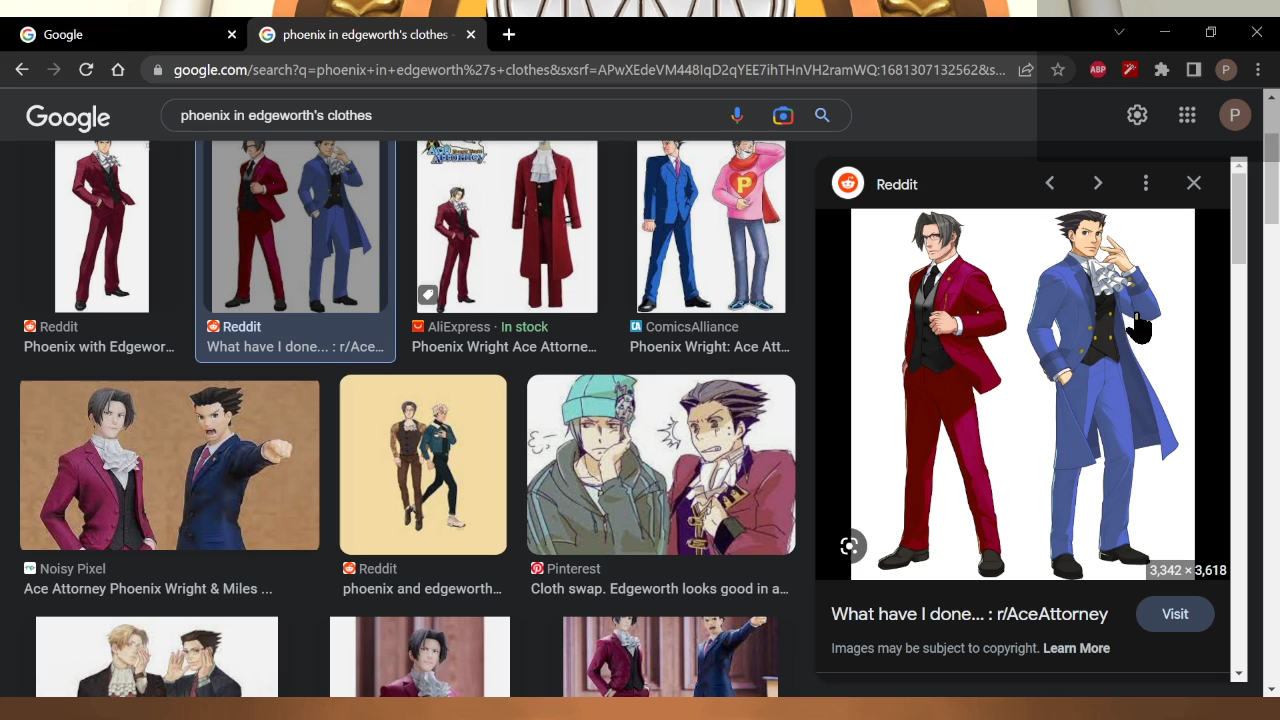 Google
phoenix in edgeworth's clothes -
google.com/search?q=phoenix+in+edgeworth%27s+clothes&sxsrf=APwXEdeVM448IqD2qYEE7ihTHnVH2ramWQ:1681307132562&s...
ABP
P
Google
phoenix in edgeworth's clothes
P
Reddit
Phoenix with Edgewor...
Reddit
What have I done... : r/Ace...
Ace Attorney
AliExpress · In stock
Phoenix Wright Ace Attorne...
P
CA
ComicsAlliance
Phoenix Wright: Ace Att...
Noisy Pixel
Ace Attorney Phoenix Wright & Miles ...
Reddit
phoenix and edgeworth...
Pinterest
Cloth swap. Edgeworth looks good in a...
Reddit
3,342 × 3,618
What have I done... : r/AceAttorney
Visit
Images may be subject to copyright. Learn More